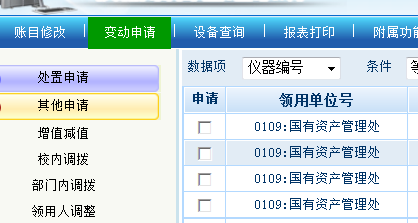 账目修改 变动申请 设备查询 报表打印 附属功
处置申请
其他申请
增值减值
校内调拨
部门内调拨
领用人调整
数据项 仪器编号 条件
申请 领用单位号
0109:国有资产管理处
0109:国有资产管理处
0109:国有资产管理处
0109:国有资产管理处